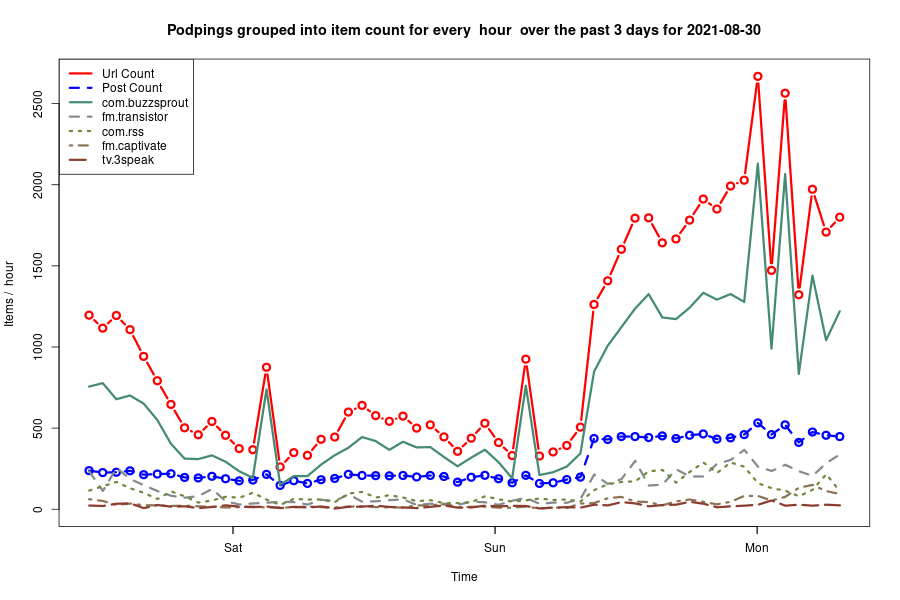 Podpings grouped into item count for every  hour  over the past 3 days for 2021-08-30
Url Count
Post Count
com.buzzsprout
fm.transistor
com.rss
fm.captivate
tv.3speak
2500
2000
1500
1000
500
0
Items /  hour
Sat
Sun
Mon
Time